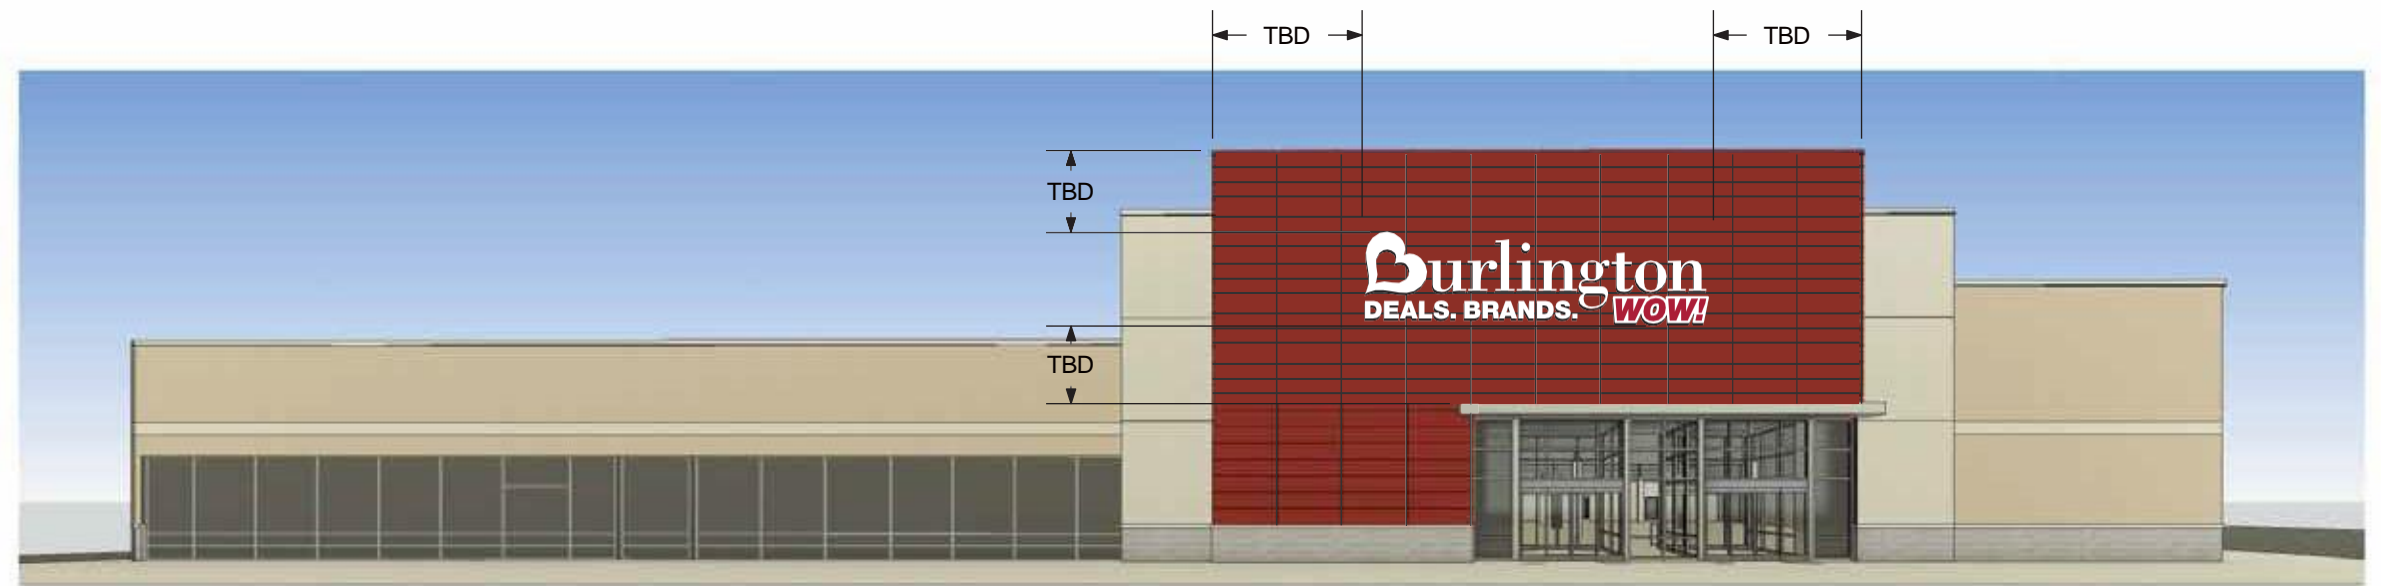 TBD TBD
TBD
Burlington
DEALS. BRANDS. WOW!
TBD